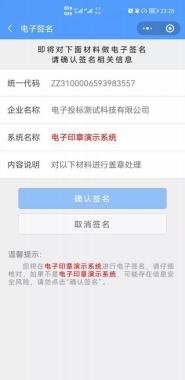 23:28
电子签名
即将对下面材料做电子签名
请确认签名相关信息
统一代码 ZZ3100006593983557
企业名称 电子投标测试科技有限公司
系统名称 电子印章演示系统
内容说明 对以下材料进行盖章处理
确认签名
取消签名
温馨提示:
您将在电子印章演示系统进行电子签名，请仔细
核对，如果不是电子印章演示系统，可能存在信息安
全风险，请勿点击"确认签名"。